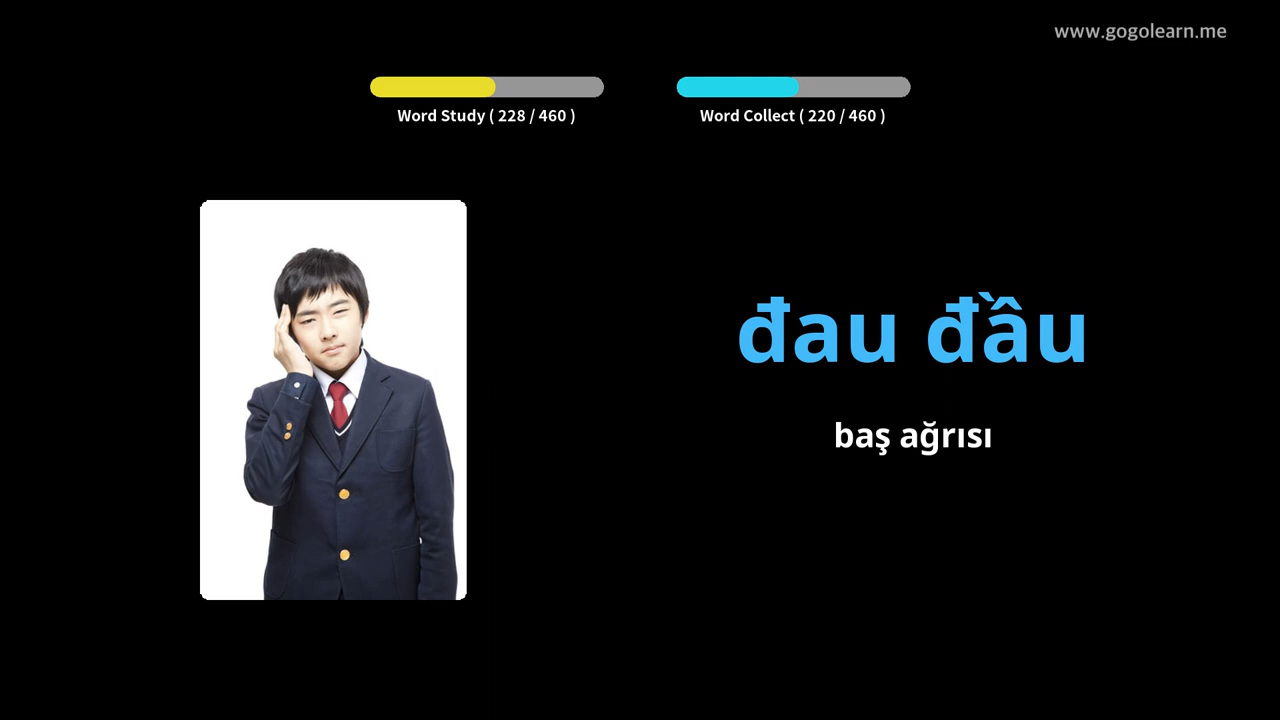 www.gogolearn.me
Word Study ( 228 / 460 )
Word Collect ( 220 / 460 )
đau đầu
baş ağrısı